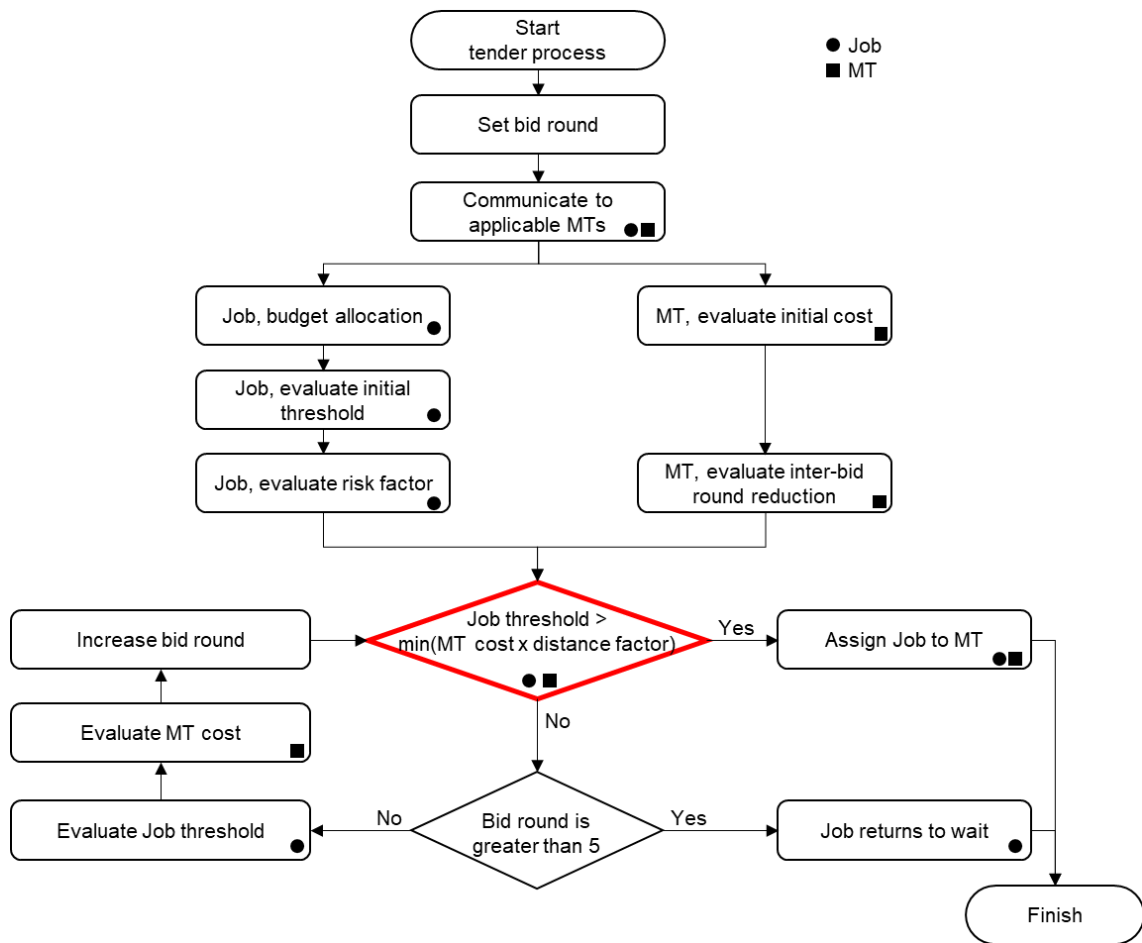 Start
tender process
Job
MT
Set bid round
Communicate to
applicable MTs
Job, budget allocation
MT, evaluate initial cost
Job, evaluate initial
threshold
Job, evaluate risk factor
MT, evaluate inter-bid
round reduction
Increase bid round
Job threshold >
min(MT cost x distance factor)
Yes
Assign Job to MT
No
Evaluate MT cost
Evaluate Job threshold
No
Bid round is
greater than 5
Yes
Job returns to wait
Finish